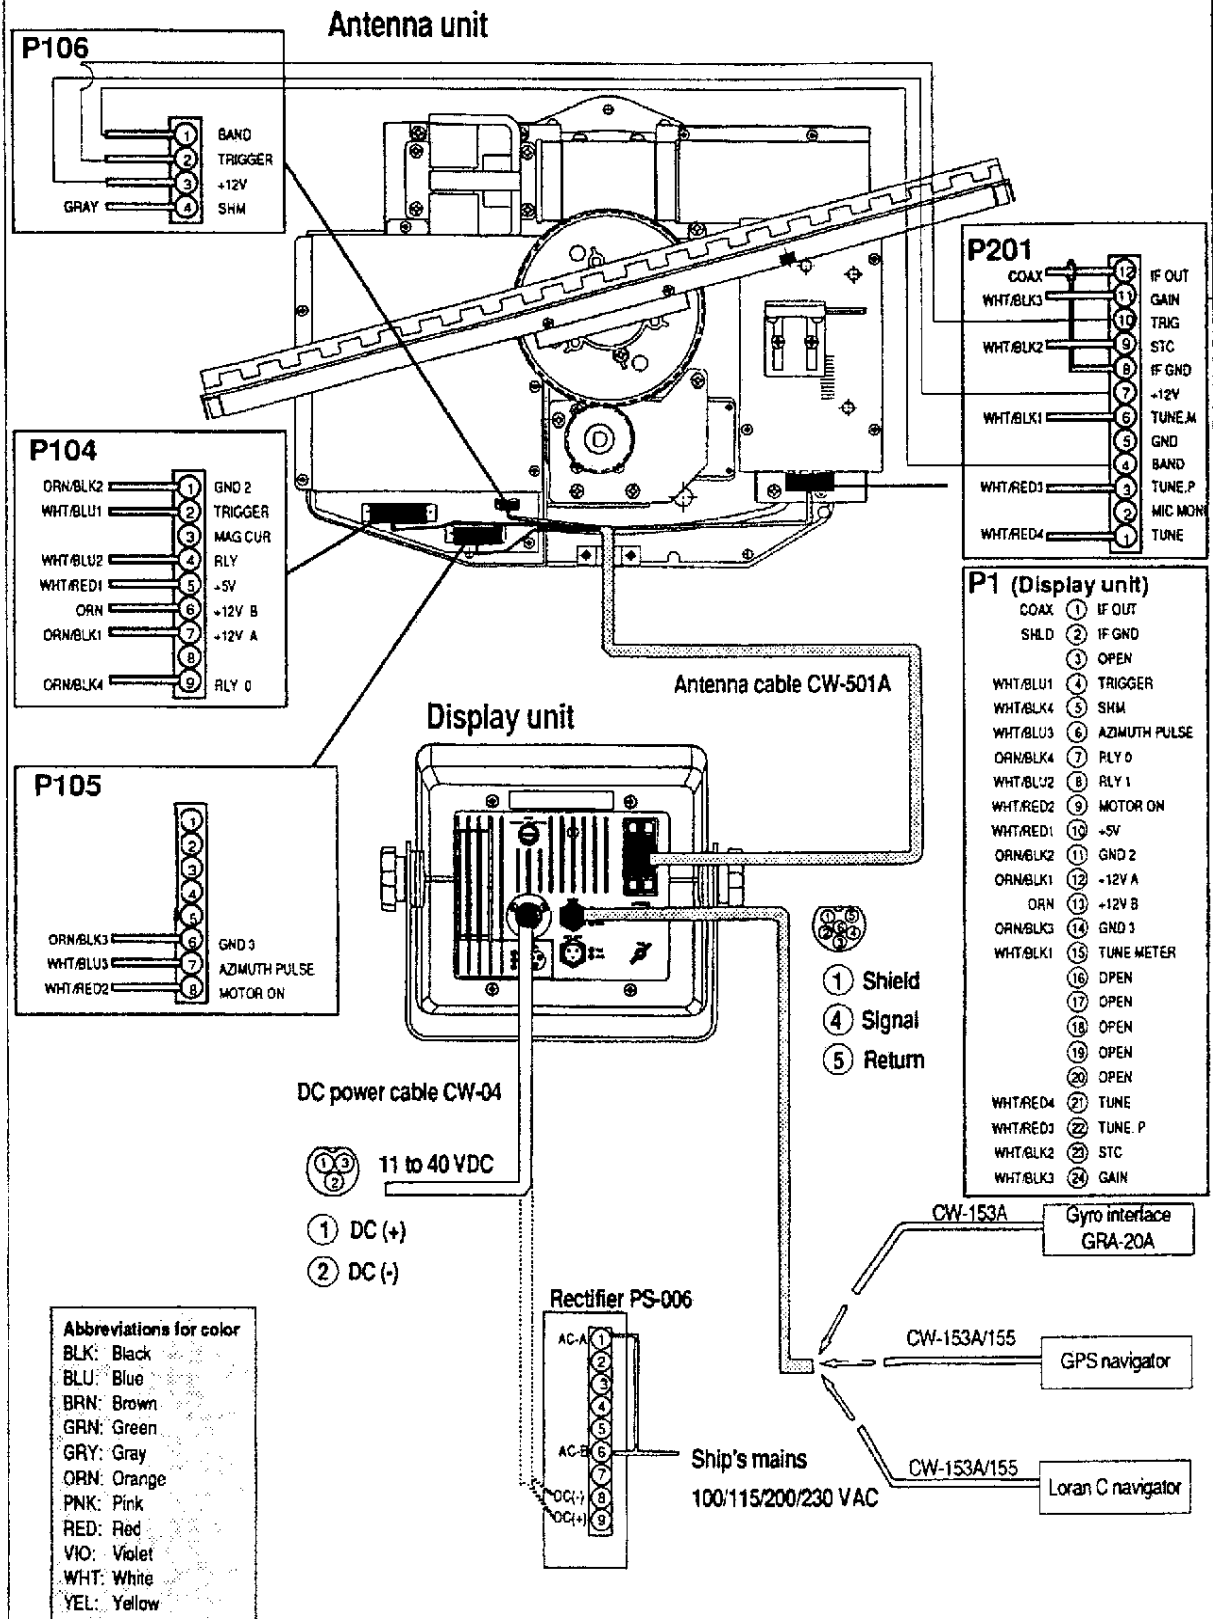 Antenna unit
P106
1 BAND
2 TRIGGER
3 +12V
GRAY 4 SHM
P201
COAX 12 IF OUT
WHT/BLK3 11 GAIN
10 TRIG
WHT/BLK2 9 STC
8 IF GND
7 +12V
WHT/BLK1 6 TUNE.M
5 GND
4 BAND
WHT/RED3 3 TUNE.P
2 MIC MONI
WHT/RED4 1 TUNE
D
P104
ORN/BLK2 1 GND 2
WHT/BLU1 2 TRIGGER
3 MAG CUR
WHT/BLU2 4 RLY
WHT/RED1 5 +5V
ORN 6 +12V B
ORN/BLK1 7 +12V A
8
ORN/BLK4 9 RLY 0
P1 (Display unit)
COAX 1 IF OUT
SHLD 2 IF GND
3 OPEN
WHT/BLU1 4 TRIGGER
WHT/BLK4 5 SHM
WHT/BLU3 6 AZIMUTH PULSE
ORN/BLK4 7 RLY 0
WHT/BLU2 8 RLY 1
WHT/RED2 9 MOTOR ON
WHT/RED1 10 +5V
ORN/BLK2 11 GND 2
ORN/BLK1 12 -12V A
ORN 13 +12V B
ORN/BLK3 14 GND 3
WHT/BLK1 15 TUNE METER
16 OPEN
17 OPEN
18 OPEN
19 OPEN
20 OPEN
WHT/RED4 21 TUNE
WHT/RED3 22 TUNE. P
WHT/BLK2 23 STC
WHT/BLK3 24 GAIN
Antenna cable CW-501A
Display unit
P105
1
2
3
4
5
ORN/BLK3 6 GND 3
WHT/BLU3 7 AZIMUTH PULSE
WHT/RED2 8 MOTOR ON
1 5
2 6 4
3
1 Shield
4 Signal
5 Return
DC power cable CW-04
1 3
2
11 to 40 VDC
1 DC (+)
2 DC (-)
CW-153A
Gyro interface
GRA-20A
CW-153A/155
GPS navigator
CW-153A/155
Loran C navigator
Rectifier PS-006
AC-A 1
2
3
4
5
AC-B 6
7
DC(-) 8
DC(+) 9
Ship's mains
100/115/200/230 VAC
Abbreviations for color
BLK: Black
BLU: Blue
BRN: Brown
GRN: Green
GRY: Gray
ORN: Orange
PNK: Pink
RED: Red
VIO: Violet
WHT: White
YEL: Yellow